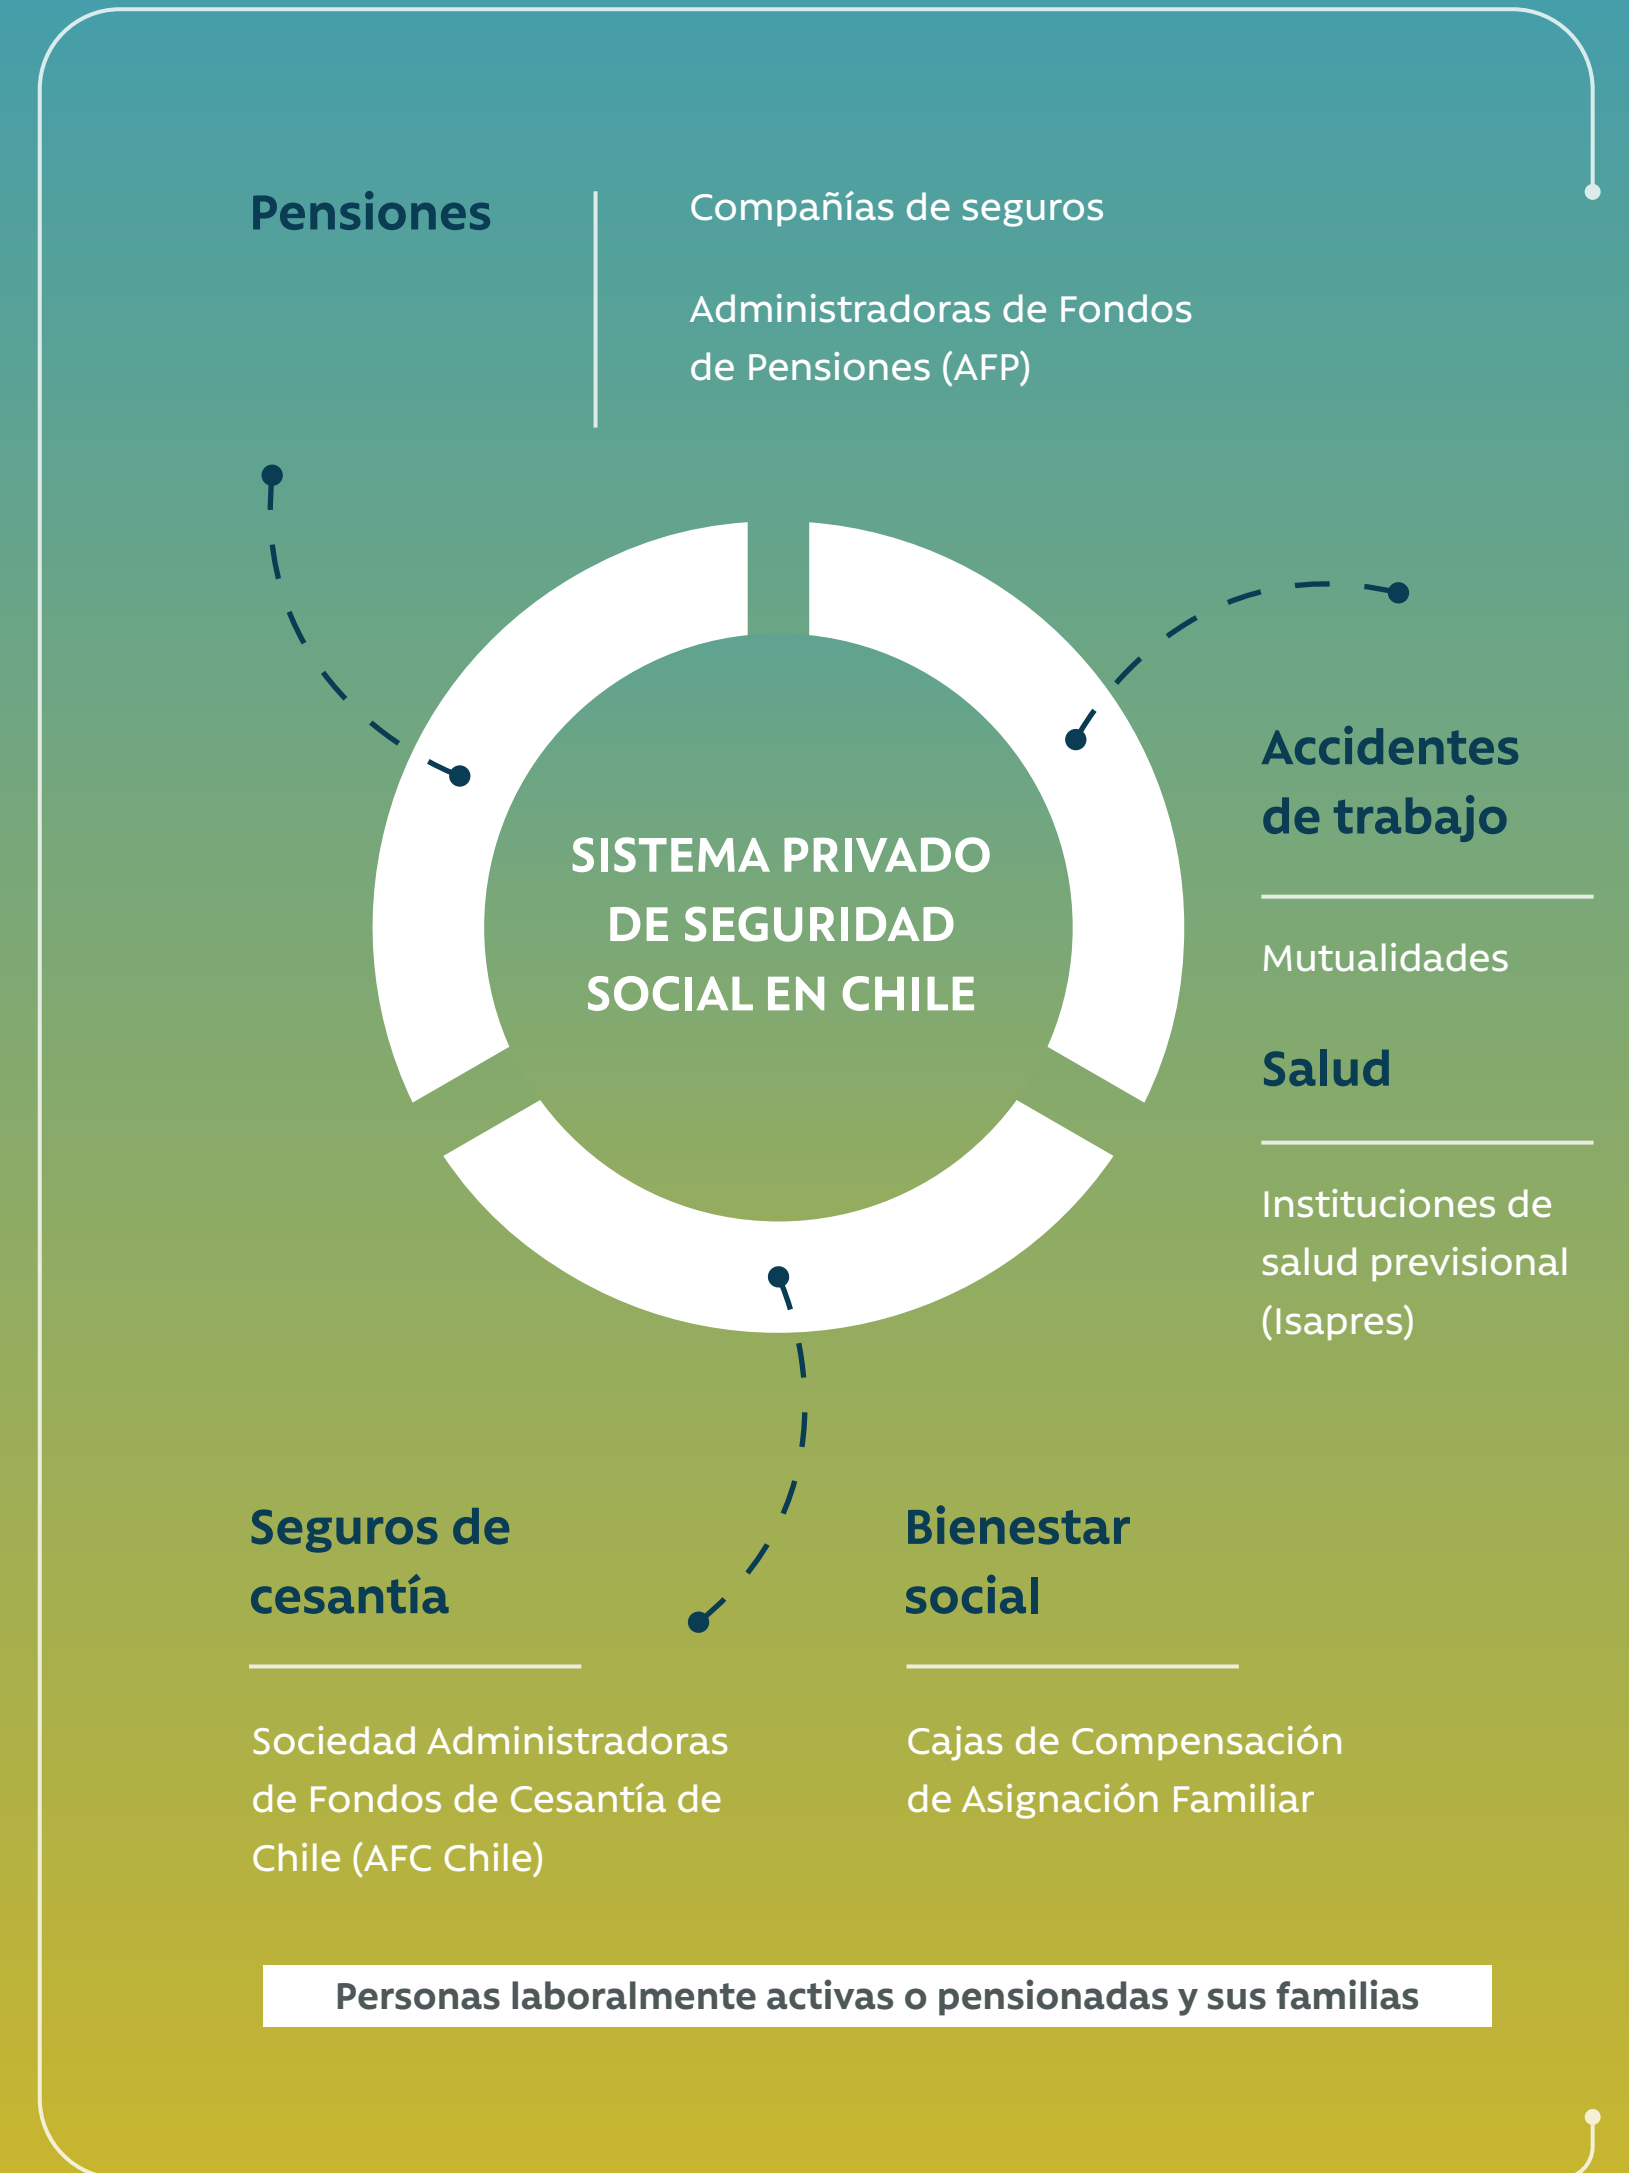 Pensiones
Compañías de seguros
Administradoras de Fondos
de Pensiones (AFP)
SISTEMA PRIVADO
DE SEGURIDAD
SOCIAL EN CHILE
Accidentes
de trabajo
Mutualidades
Salud
Instituciones de
salud previsional
(Isapres)
Seguros de
cesantía
Sociedad Administradoras
de Fondos de Cesantía de
Chile (AFC Chile)
Bienestar
social
Cajas de Compensación
de Asignación Familiar
Personas laboralmente activas o pensionadas y sus familias